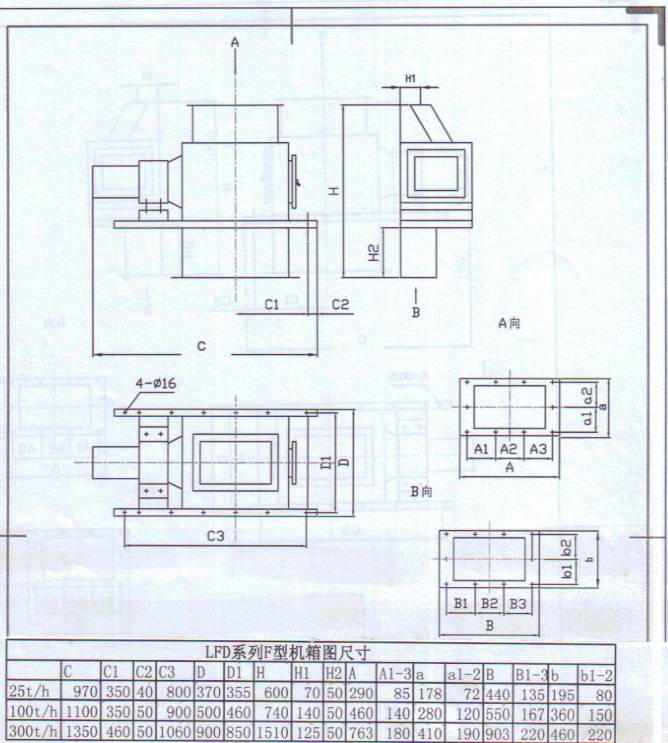 A
H1
H
H2
C1
C2
B
C
A向
4-Ø16
a1
a2
a
A1
A2
A3
A
D1
D
C3
B向
b1
b2
b
B1
B2
B3
B
LFD系列F型机箱图尺寸
C C1 C2 C3 D D1 H H1 H2 A A1-3 a a1-2 B B1-3 b b1-2
25t/h 970 350 40 800 370 355 600 70 50 290 85 178 72 440 135 195 80
100t/h 1100 350 50 900 500 460 740 140 50 460 140 280 120 550 167 360 150
300t/h 1350 460 50 1060 900 850 1510 125 50 763 180 410 190 903 220 460 220